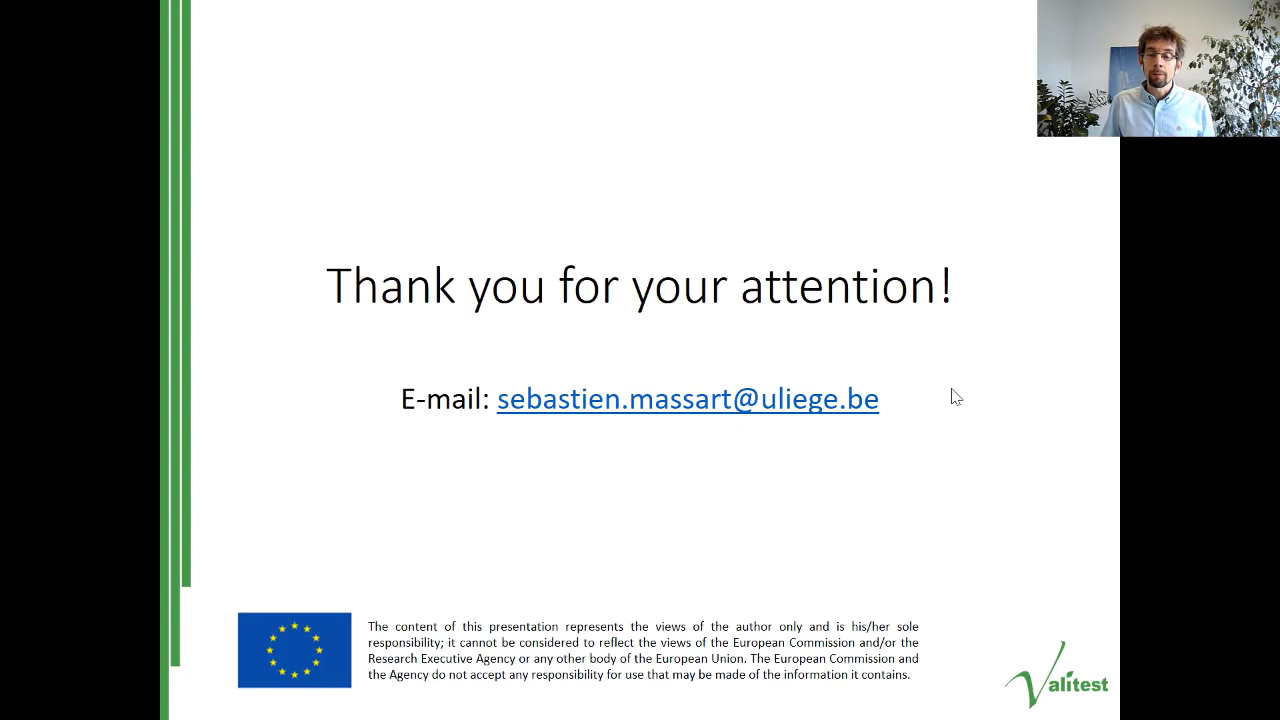 Thank you for your attention!
E-mail: sebastien.massart@uliege.be
The content of this presentation represents the views of the author only and is his/her sole
responsibility; it cannot be considered to reflect the views of the European Commission and/or the
Research Executive Agency or any other body of the European Union. The European Commission and
the Agency do not accept any responsibility for use that may be made of the information it contains.
Valitest